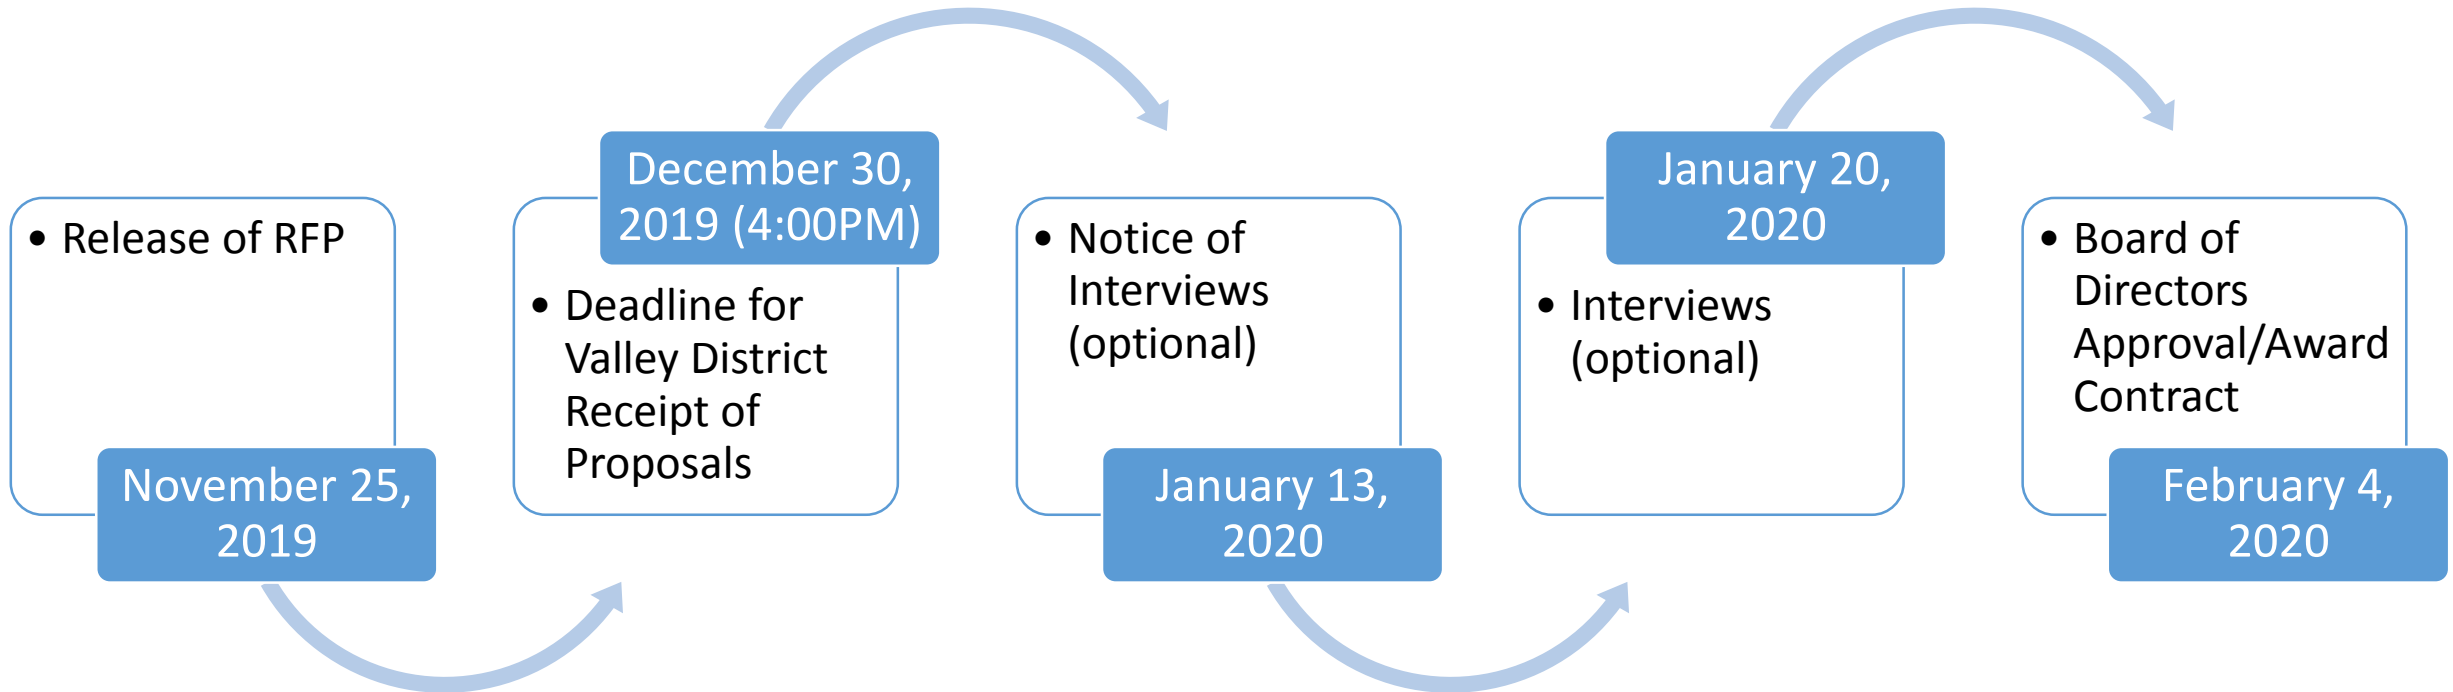 • Release of RFP
November 25,
2019
December 30,
2019 (4:00PM)
• Deadline for
Valley District
Receipt of
Proposals
• Notice of
Interviews
(optional)
January 13,
2020
January 20,
2020
• Interviews
(optional)
• Board of
Directors
Approval/Award
Contract
February 4,
2020